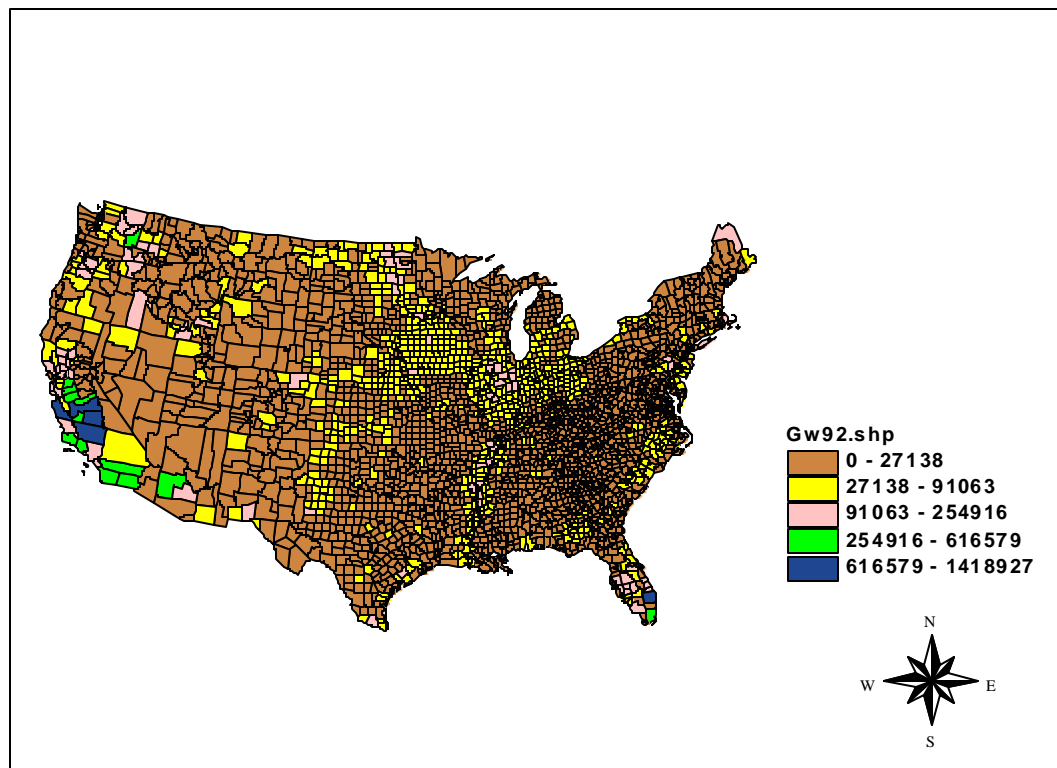 Gw92.shp
0 - 27138
27138 - 91063
91063 - 254916
254916 - 616579
616579 - 1418927
N
W E
S